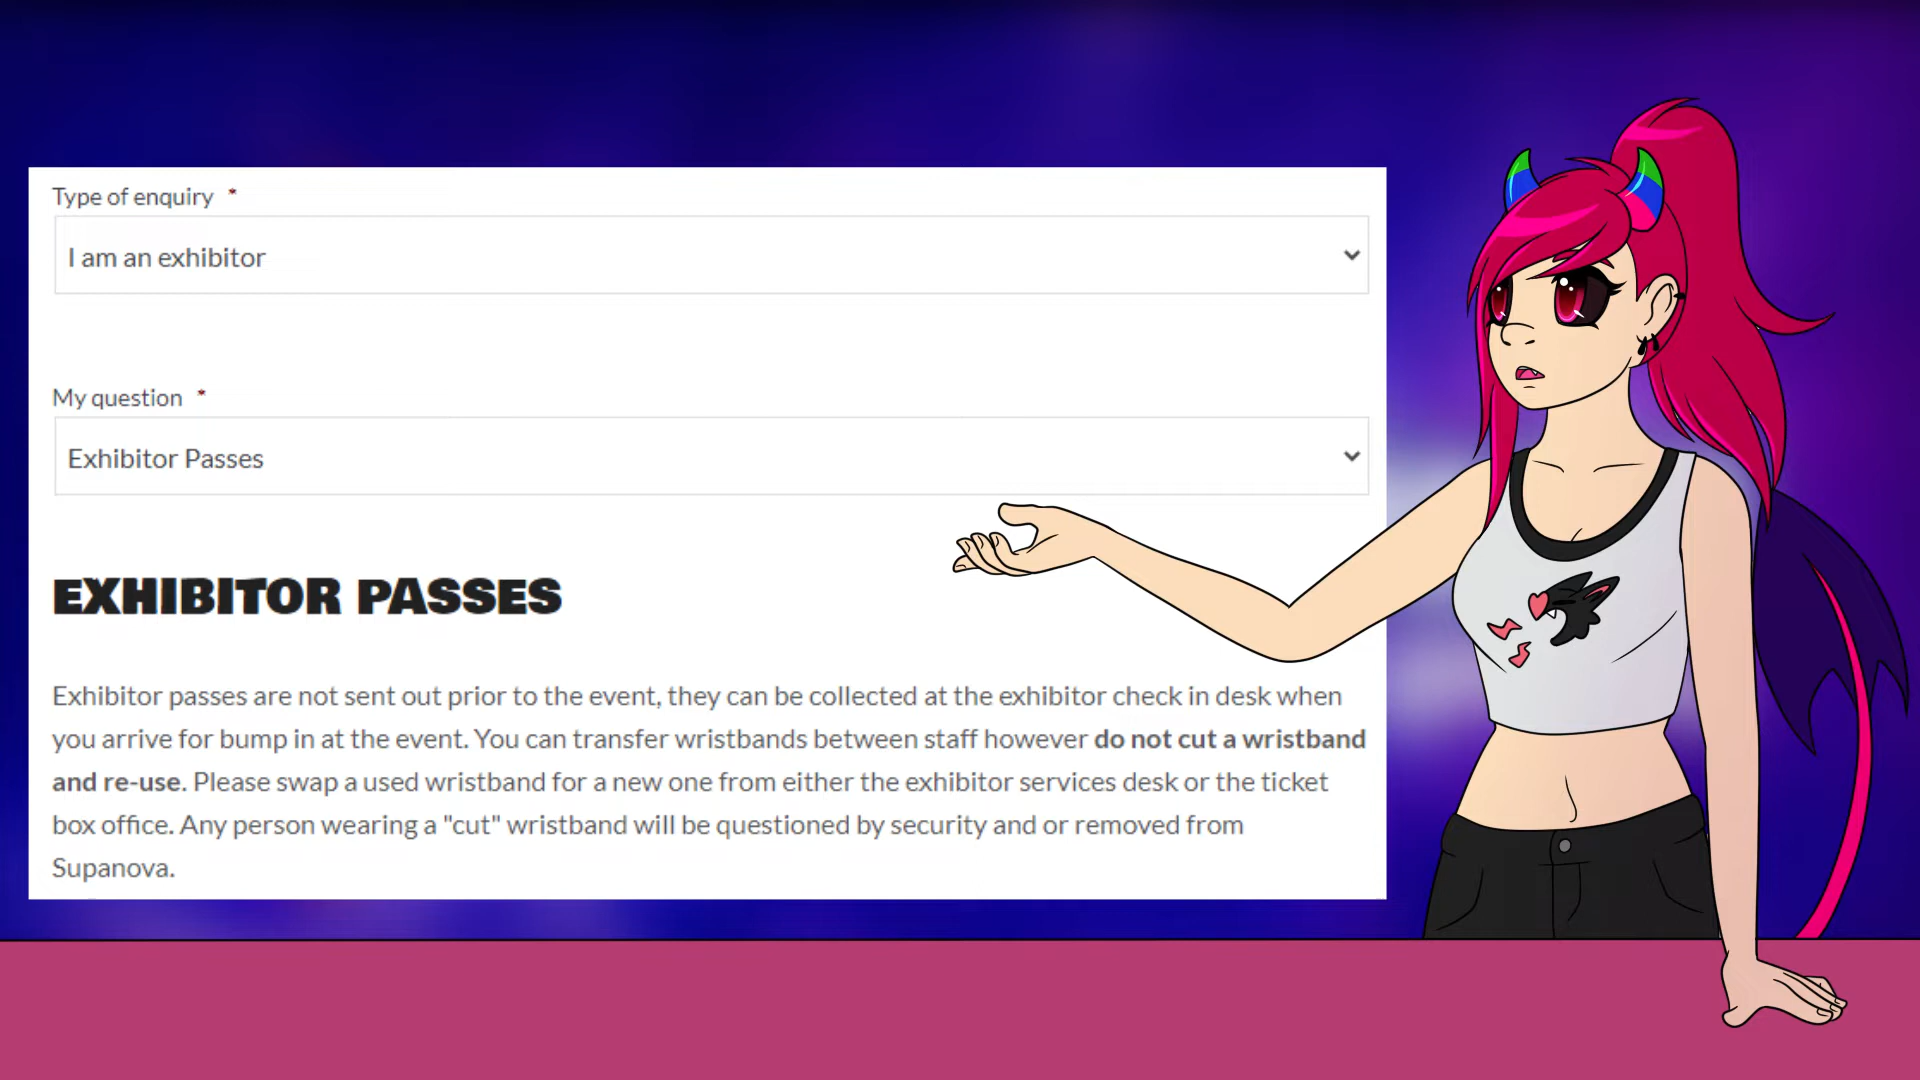 Type of enquiry *
I am an exhibitor
My question *
Exhibitor Passes
EXHIBITOR PASSES
Exhibitor passes are not sent out prior to the event, they can be collected at the exhibitor check in desk when
you arrive for bump in at the event. You can transfer wristbands between staff however do not cut a wristband
and re-use. Please swap a used wristband for a new one from either the exhibitor services desk or the ticket
box office. Any person wearing a "cut" wristband will be questioned by security and or removed from
Supanova.